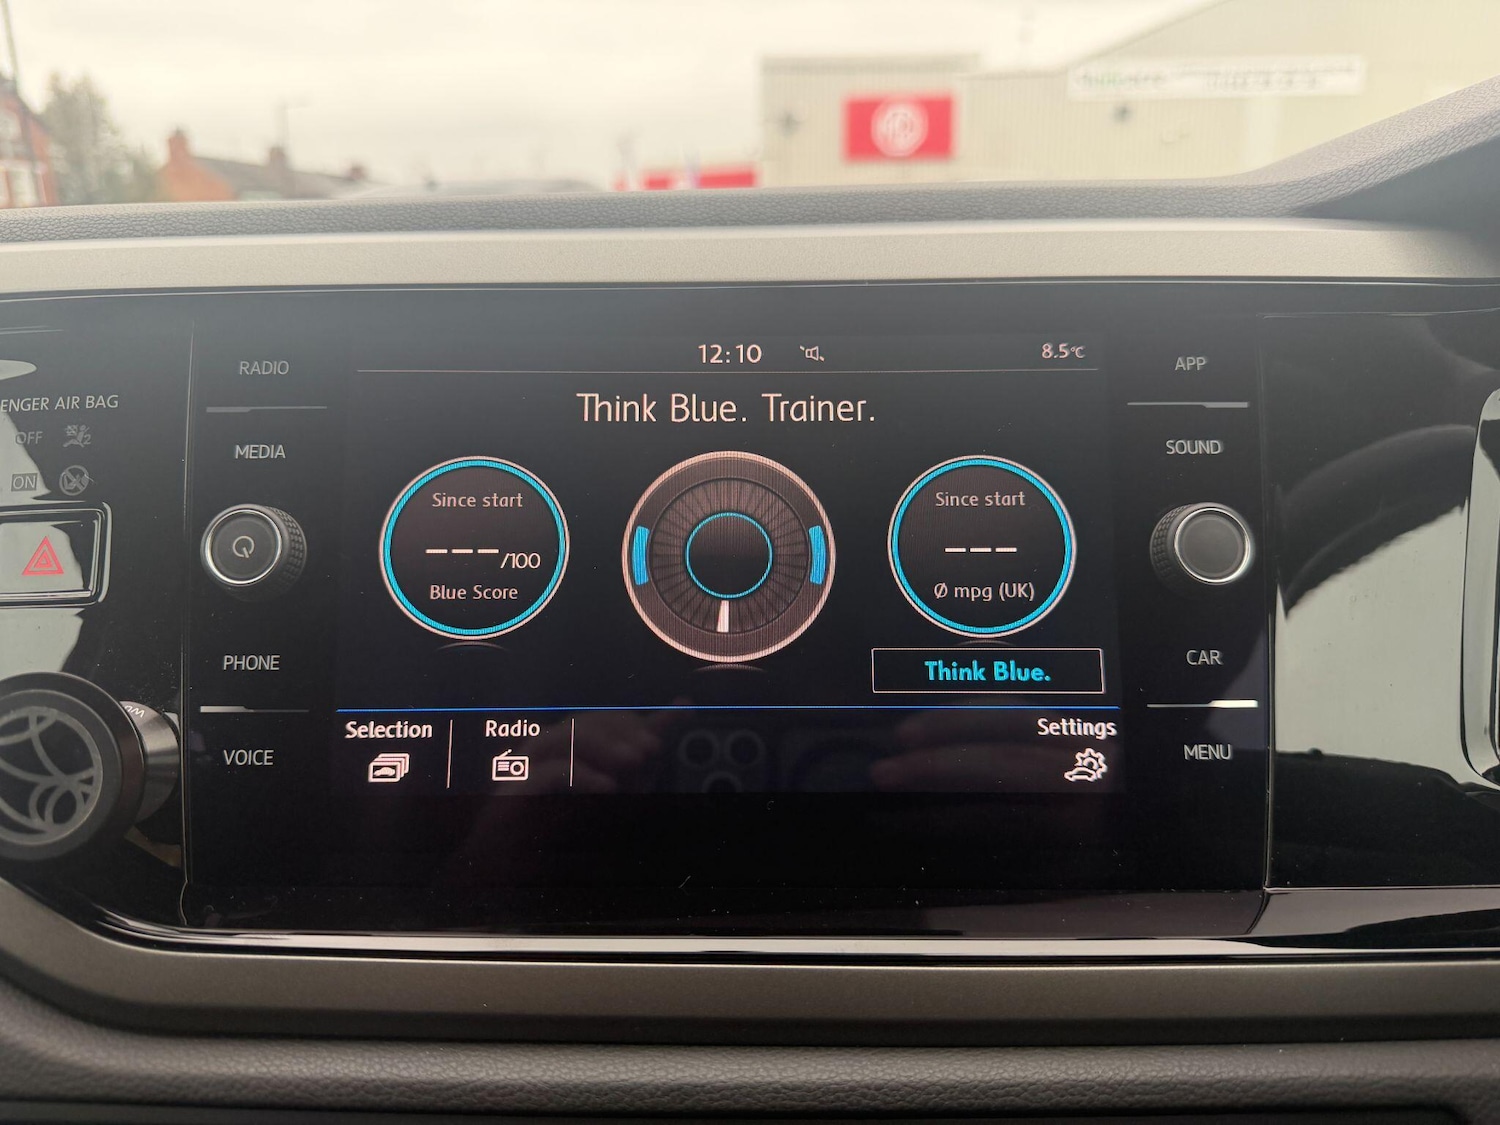 12:10
8.5°C
Think Blue. Trainer.
Since start
---/100
Blue Score
Since start
---
Ø mpg (UK)
Think Blue.
Selection
Radio
Settings
RADIO
MEDIA
PHONE
VOICE
APP
SOUND
CAR
MENU
ENGER AIR BAG
OFF
ON